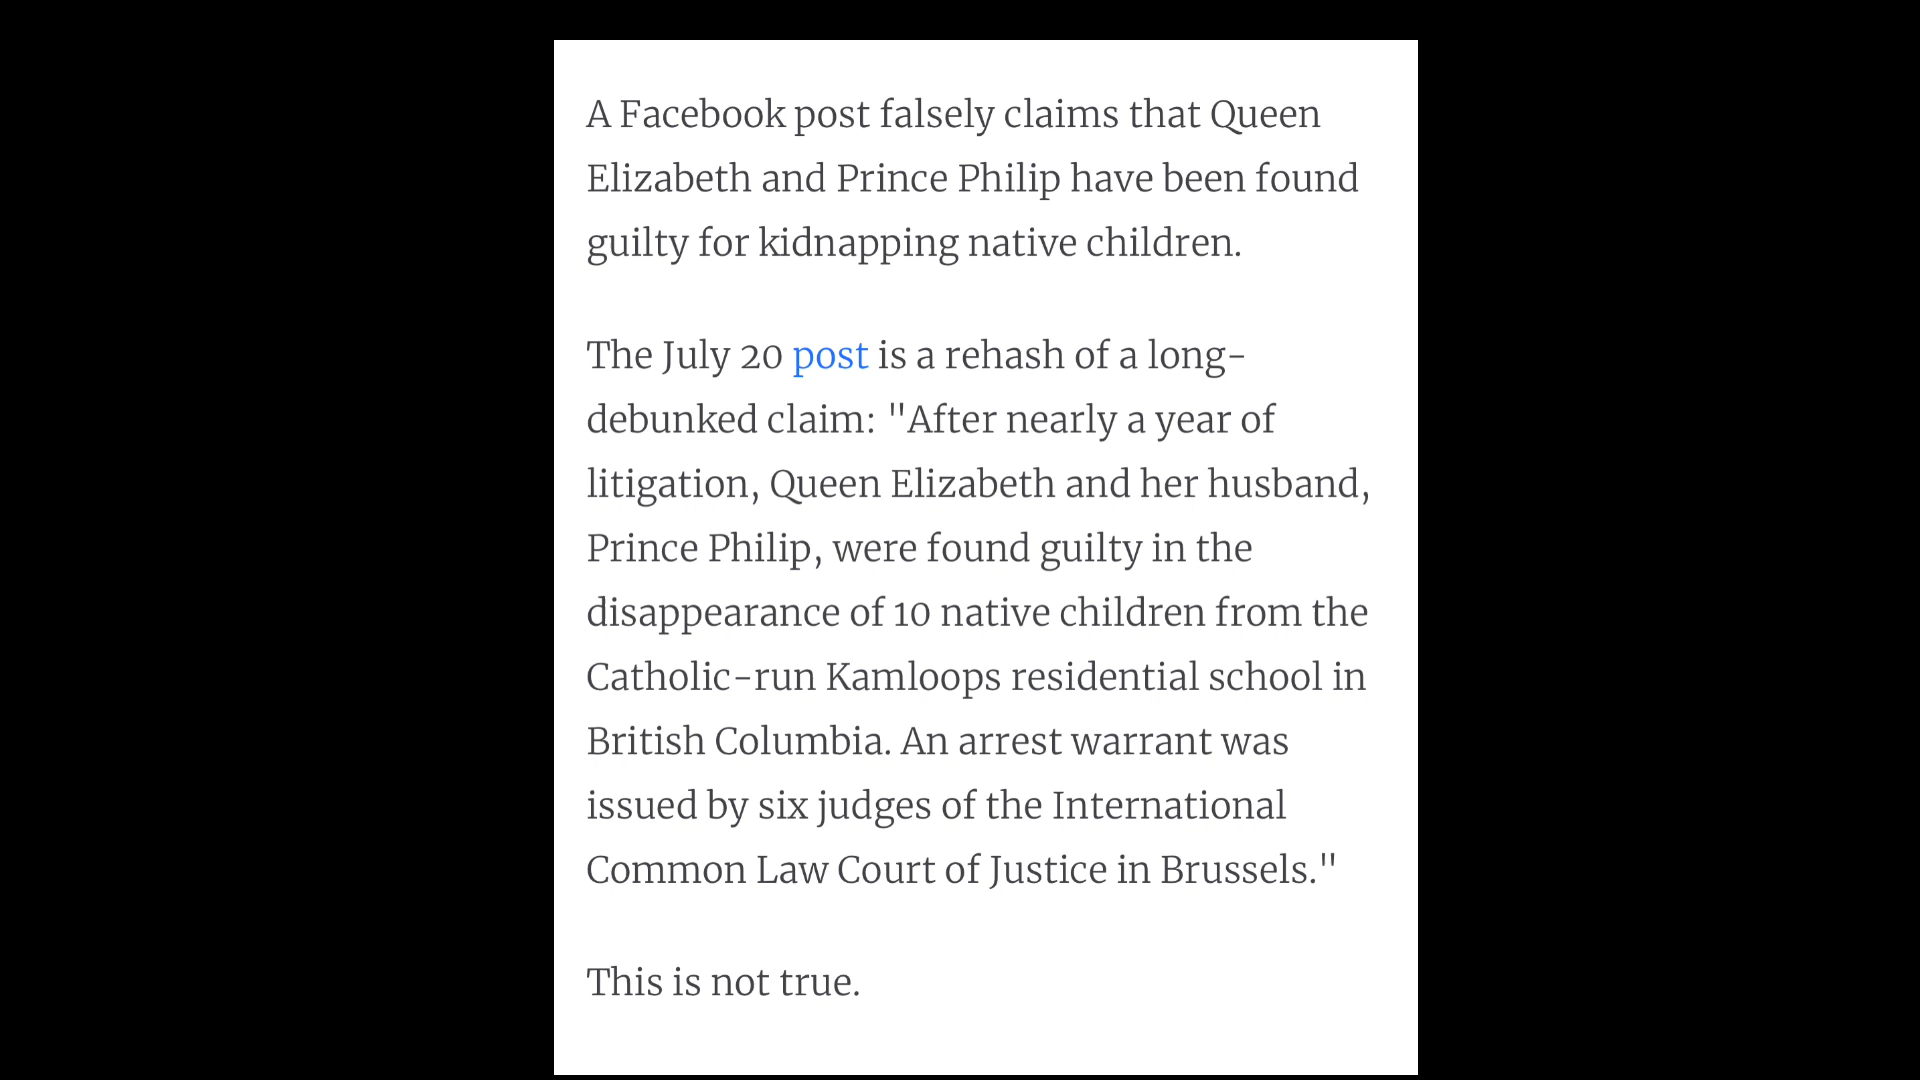 A Facebook post falsely claims that Queen
Elizabeth and Prince Philip have been found
guilty for kidnapping native children.
The July 20 post is a rehash of a long-
debunked claim: "After nearly a year of
litigation, Queen Elizabeth and her husband,
Prince Philip, were found guilty in the
disappearance of 10 native children from the
Catholic-run Kamloops residential school in
British Columbia. An arrest warrant was
issued by six judges of the International
Common Law Court of Justice in Brussels."
This is not true.